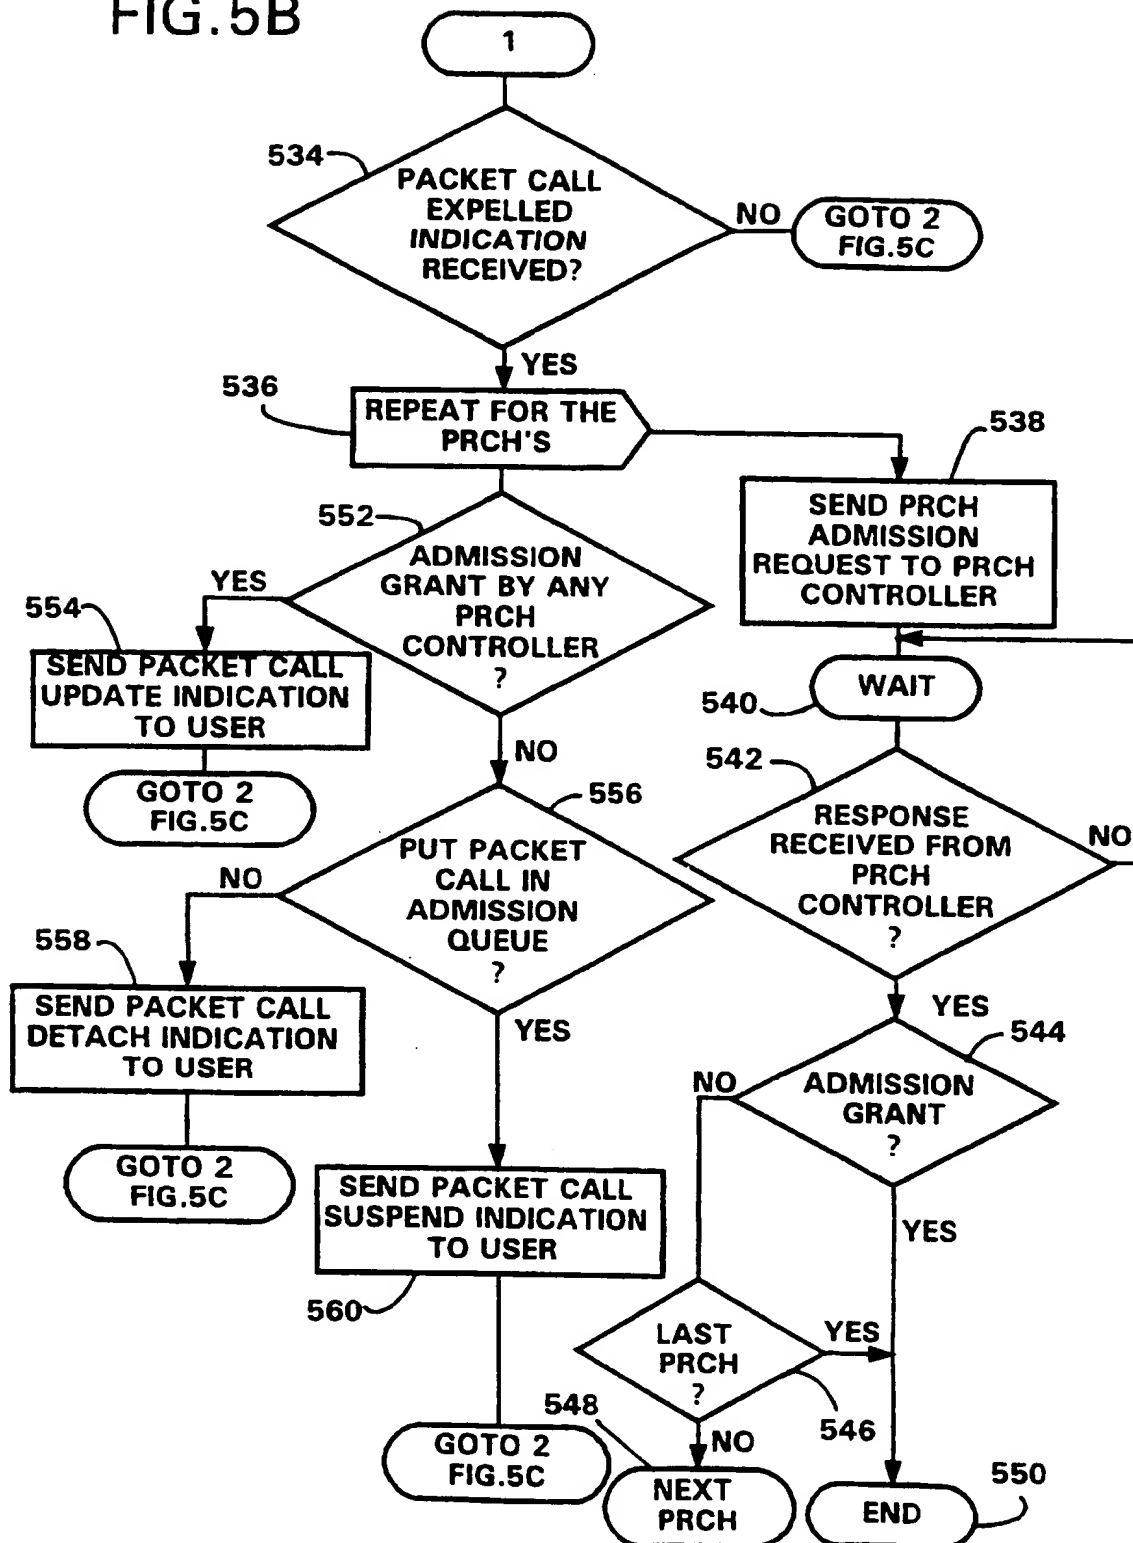 FIG.5B
1
534
PACKET CALL
EXPELLED
INDICATION
RECEIVED?
NO
GOTO 2
FIG.5C
YES
536
REPEAT FOR THE
PRCH'S
538
SEND PRCH
ADMISSION
REQUEST TO PRCH
CONTROLLER
552
ADMISSION
GRANT BY ANY
PRCH
CONTROLLER
?
YES
554
SEND PACKET CALL
UPDATE INDICATION
TO USER
GOTO 2
FIG.5C
NO
WAIT
540
542
RESPONSE
RECEIVED FROM
PRCH
CONTROLLER
?
NO
YES
556
PUT PACKET
CALL IN
ADMISSION
QUEUE
?
NO
558
SEND PACKET CALL
DETACH INDICATION
TO USER
GOTO 2
FIG.5C
YES
544
ADMISSION
GRANT
?
NO
YES
SEND PACKET CALL
SUSPEND INDICATION
TO USER
560
GOTO 2
FIG.5C
LAST
PRCH
?
YES
546
548
NO
NEXT
PRCH
END
550